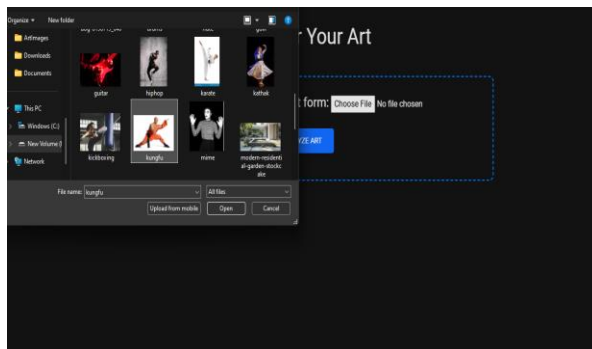 Organize
New folder
Artimages
Downloads
Documents
This PC
Windows (C:)
New Volume (
Network
guitar
hiphop
karate
kathak
kickboxing
kungfu
mime
modern-residenti
al-garden-stockc
ake
File name:
kungfu
All files
Upload from mobile
Open
Cancel
r Your Art
t form:
Choose File
No file chosen
YZE ART